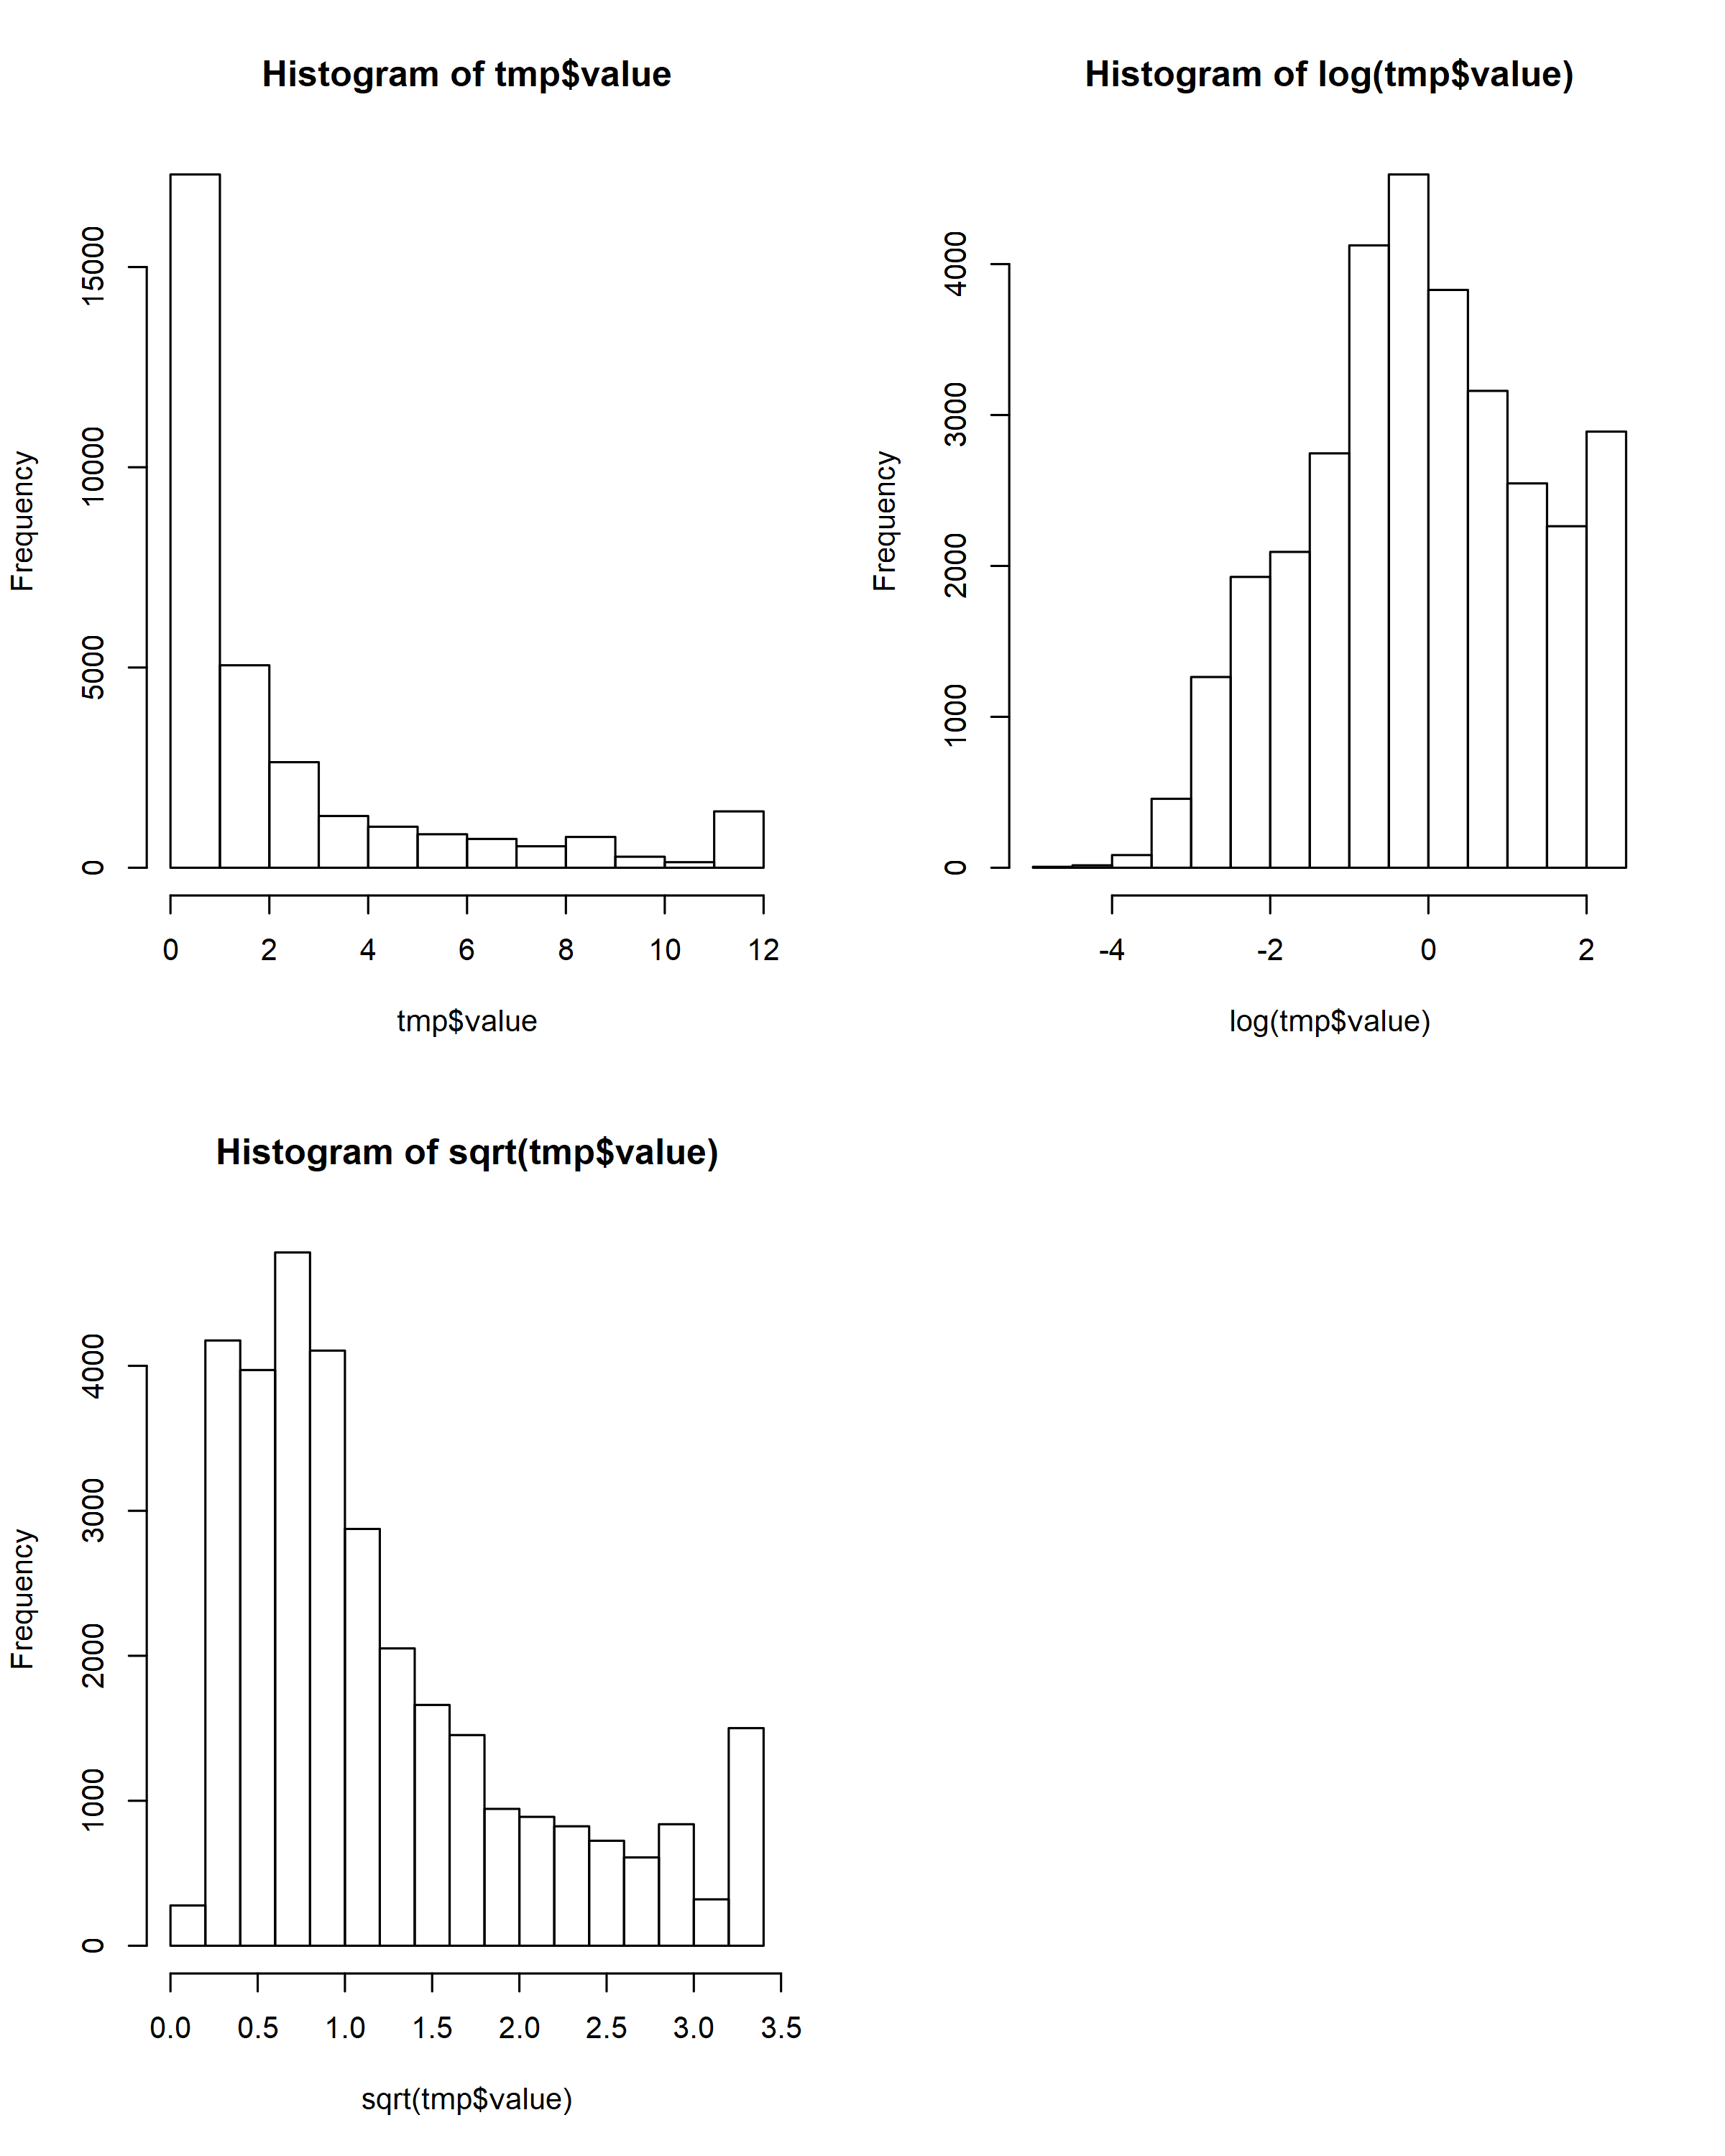 Histogram of tmp$value
Frequency
0 5000 10000 15000
0 2 4 6 8 10 12
tmp$value
Histogram of log(tmp$value)
Frequency
0 1000 2000 3000 4000
-4 -2 0 2
log(tmp$value)
Histogram of sqrt(tmp$value)
Frequency
0 1000 2000 3000 4000
0.0 0.5 1.0 1.5 2.0 2.5 3.0 3.5
sqrt(tmp$value)